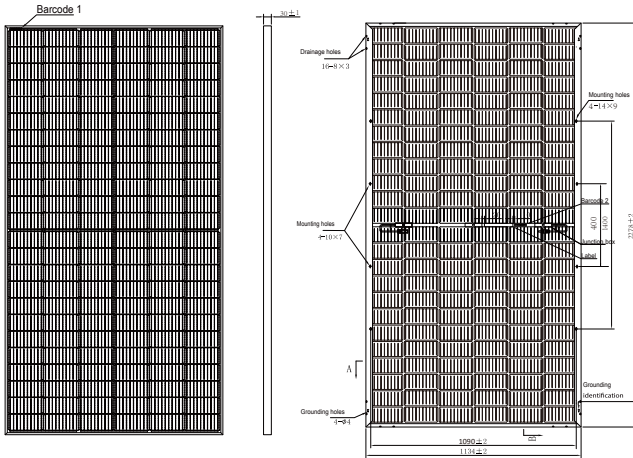 Barcode 1
30±1
Drainage holes
16-8×3
Mounting holes
4-14×9
Mounting holes
4-10×7
Barcode 2
Junction box
Label
400
1400
2278±2
A
Grounding holes
4-ø4
Grounding
identification
B
1090±2
1134±2